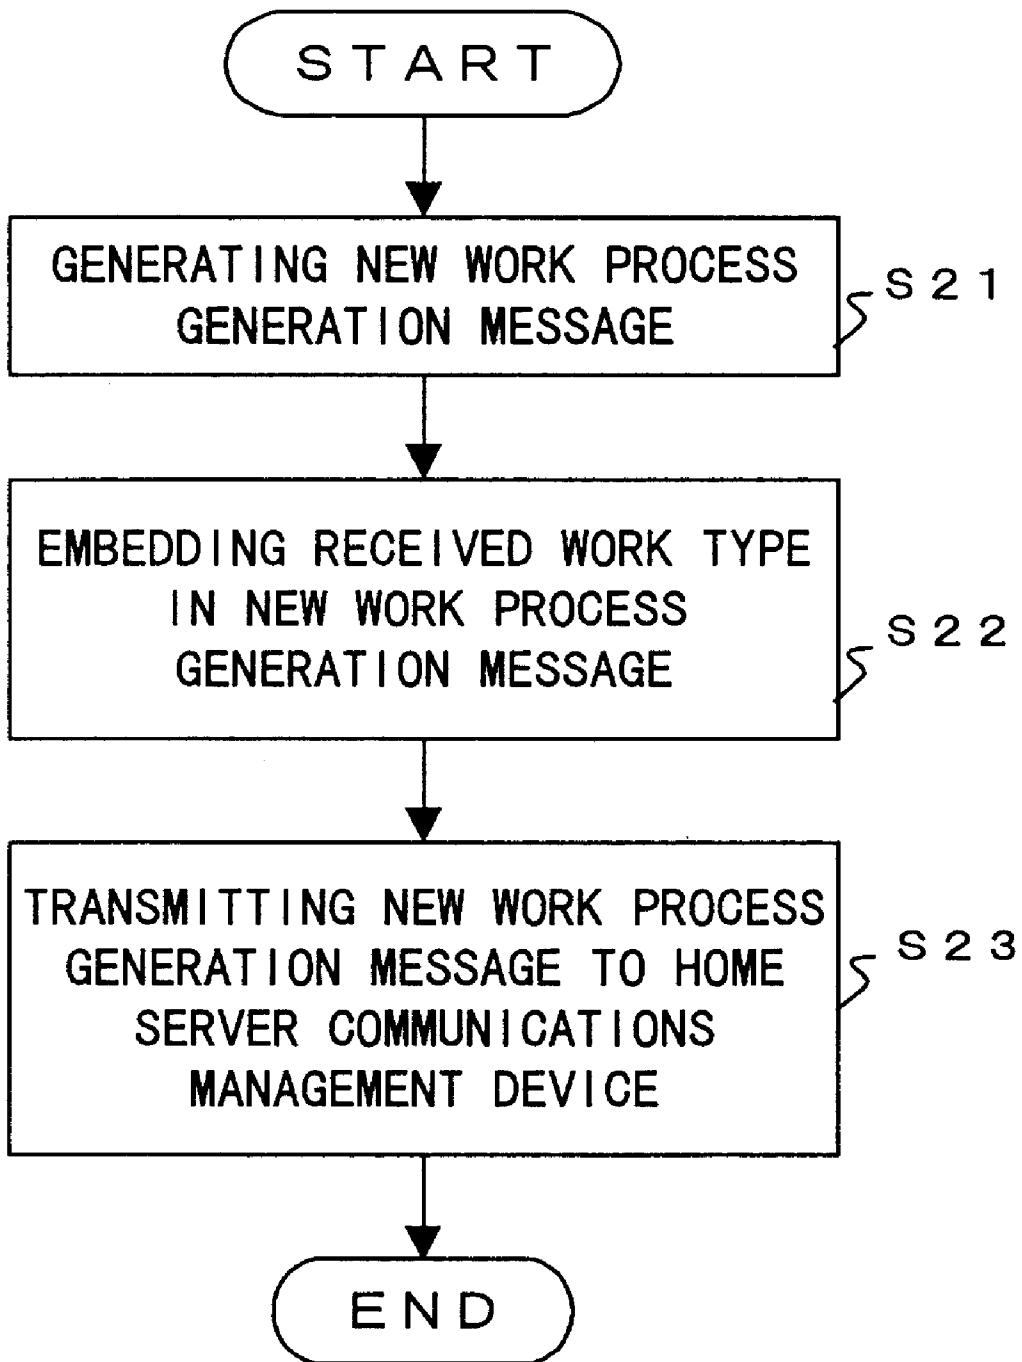 START
GENERATING NEW WORK PROCESS
GENERATION MESSAGE
S21
EMBEDDING RECEIVED WORK TYPE
IN NEW WORK PROCESS
GENERATION MESSAGE
S22
TRANSMITTING NEW WORK PROCESS
GENERATION MESSAGE TO HOME
SERVER COMMUNICATIONS
MANAGEMENT DEVICE
S23
END